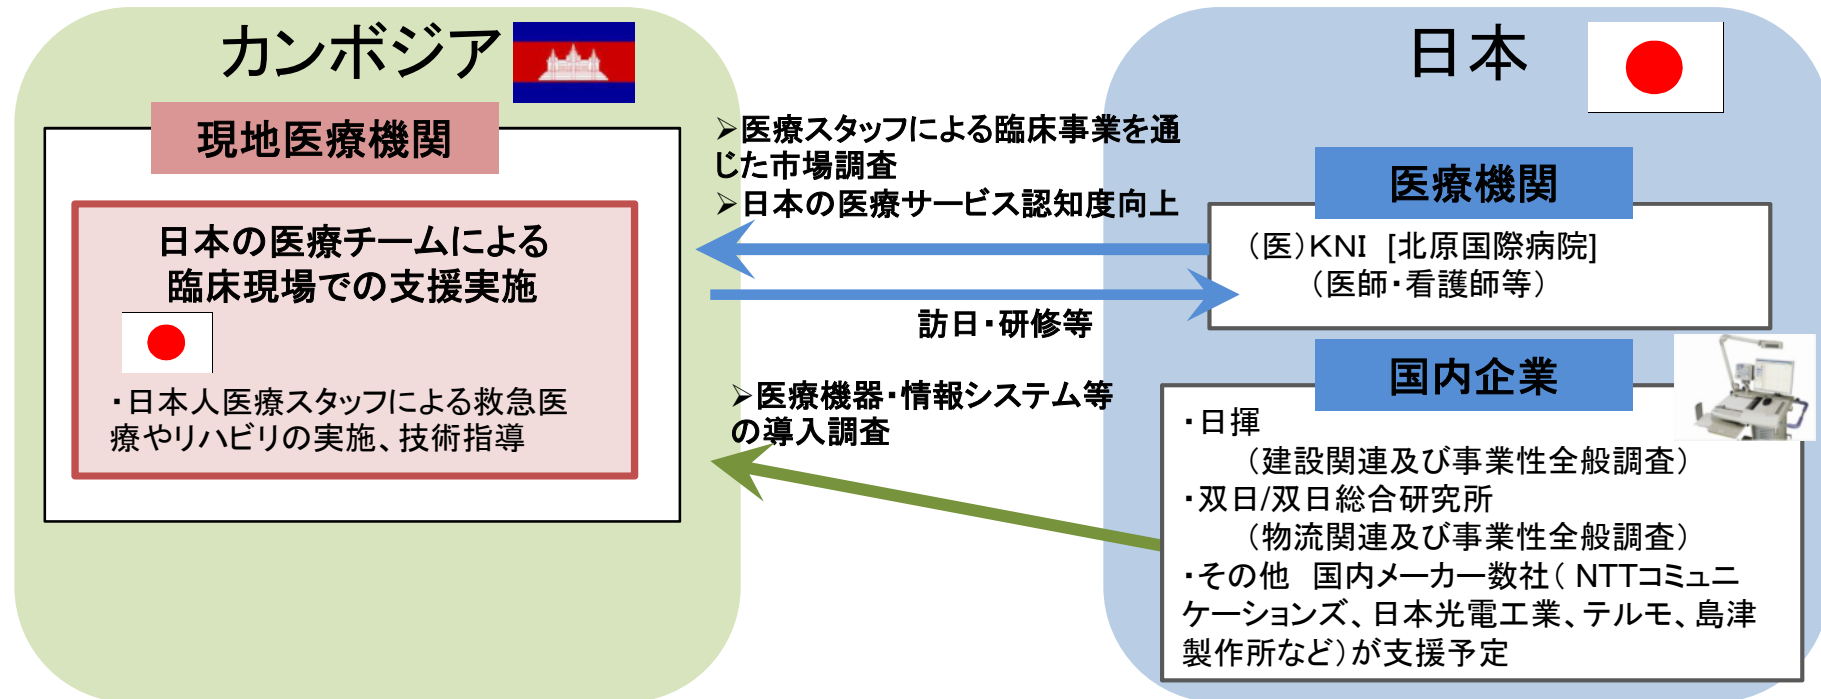 カンボジア
現地医療機関
日本の医療チームによる
臨床現場での支援実施
・日本人医療スタッフによる救急医
療やリハビリの実施、技術指導
➢医療スタッフによる臨床事業を通
じた市場調査
➢日本の医療サービス認知度向上
訪日・研修等
➢医療機器・情報システム等
の導入調査
日本
医療機関
（医）KNI [北原国際病院]
（医師・看護師等）
国内企業
・日揮
（建設関連及び事業性全般調査）
・双日/双日総合研究所
（物流関連及び事業性全般調査）
・その他　国内メーカー数社（ NTTコミュニ
ケーションズ、日本光電工業、テルモ、島津
製作所など）が支援予定